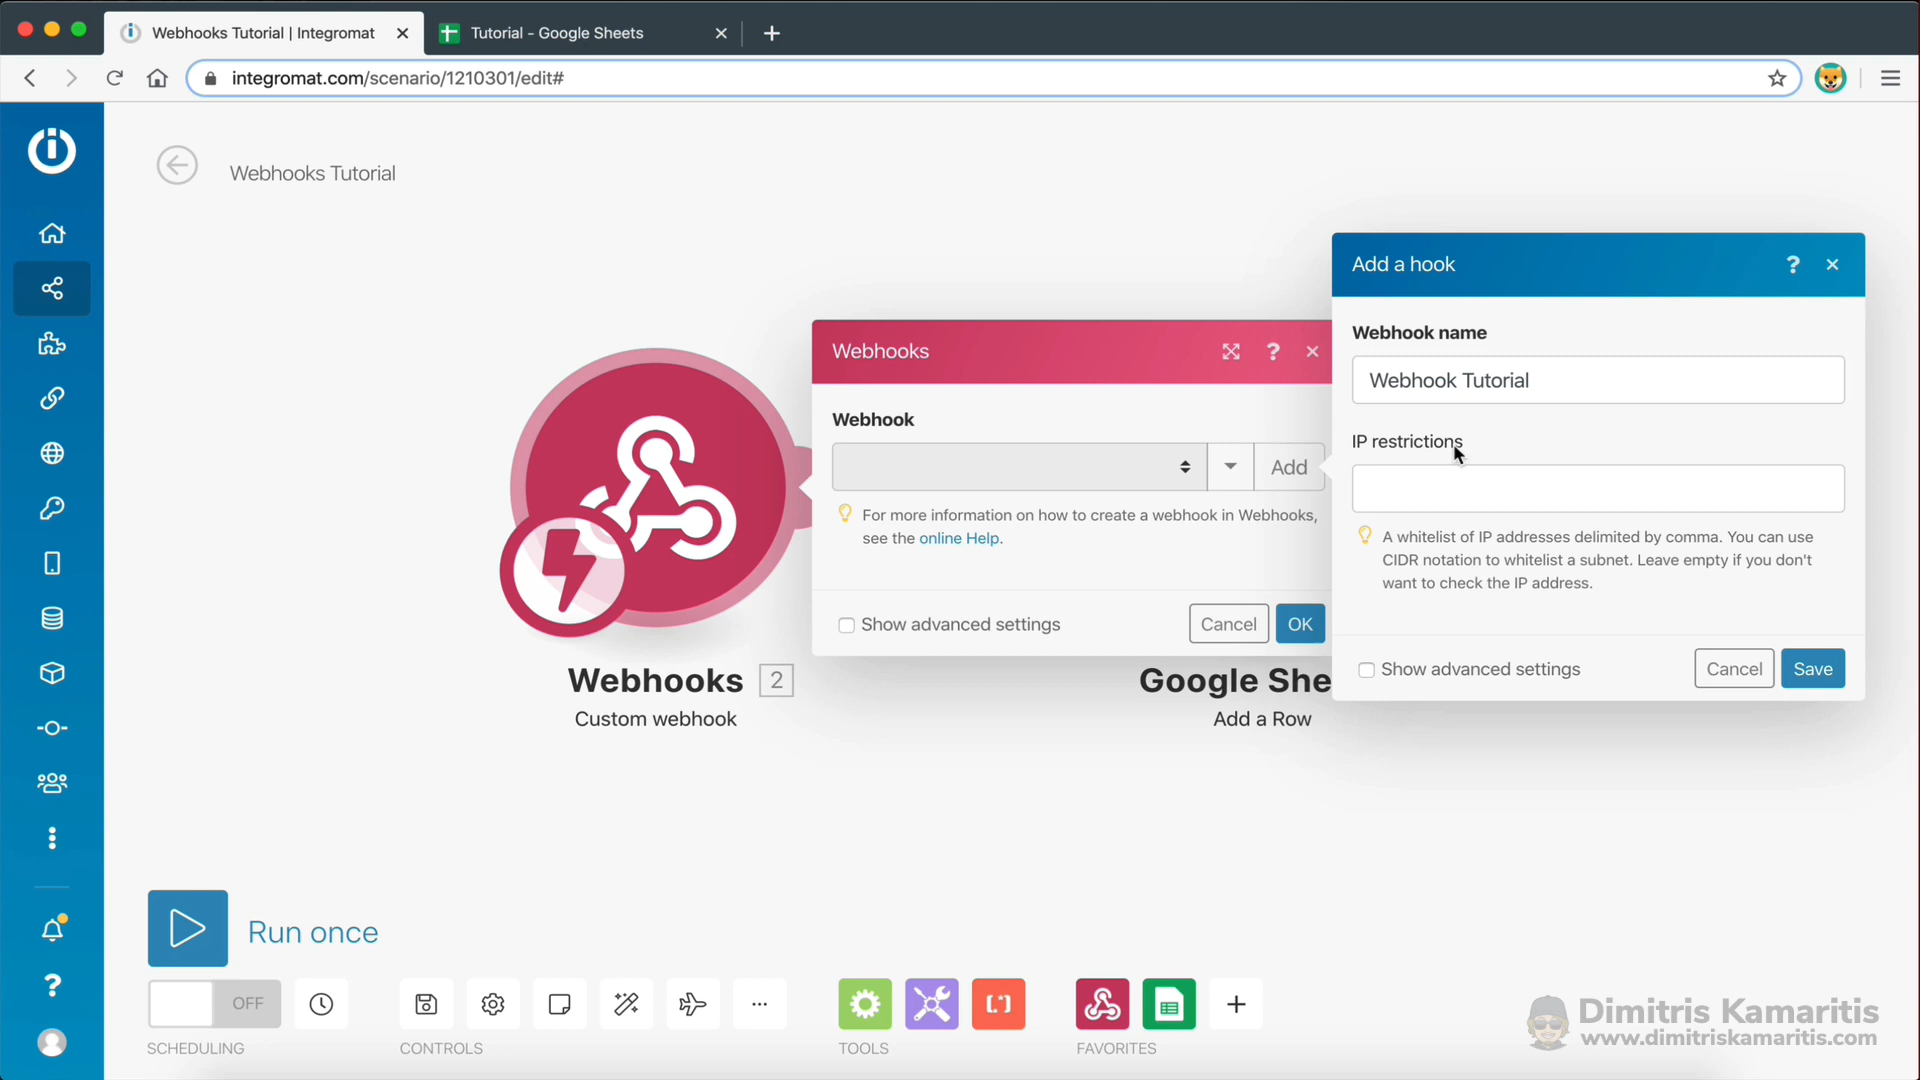 Webhooks Tutorial | Integromat
Tutorial - Google Sheets
integromat.com/scenario/1210301/edit#
Webhooks Tutorial
Add a hook
?
Webhook name
Webhook Tutorial
IP restrictions
A whitelist of IP addresses delimited by comma. You can use
CIDR notation to whitelist a subnet. Leave empty if you don't
want to check the IP address.
Show advanced settings
Cancel
Save
Webhooks
?
Webhook
Add
For more information on how to create a webhook in Webhooks,
see the online Help.
Show advanced settings
Cancel
OK
Webhooks
2
Custom webhook
Google She
Add a Row
Run once
OFF
SCHEDULING
CONTROLS
TOOLS
FAVORITES
?
Dimitris Kamaritis
www.dimitriskamaritis.com